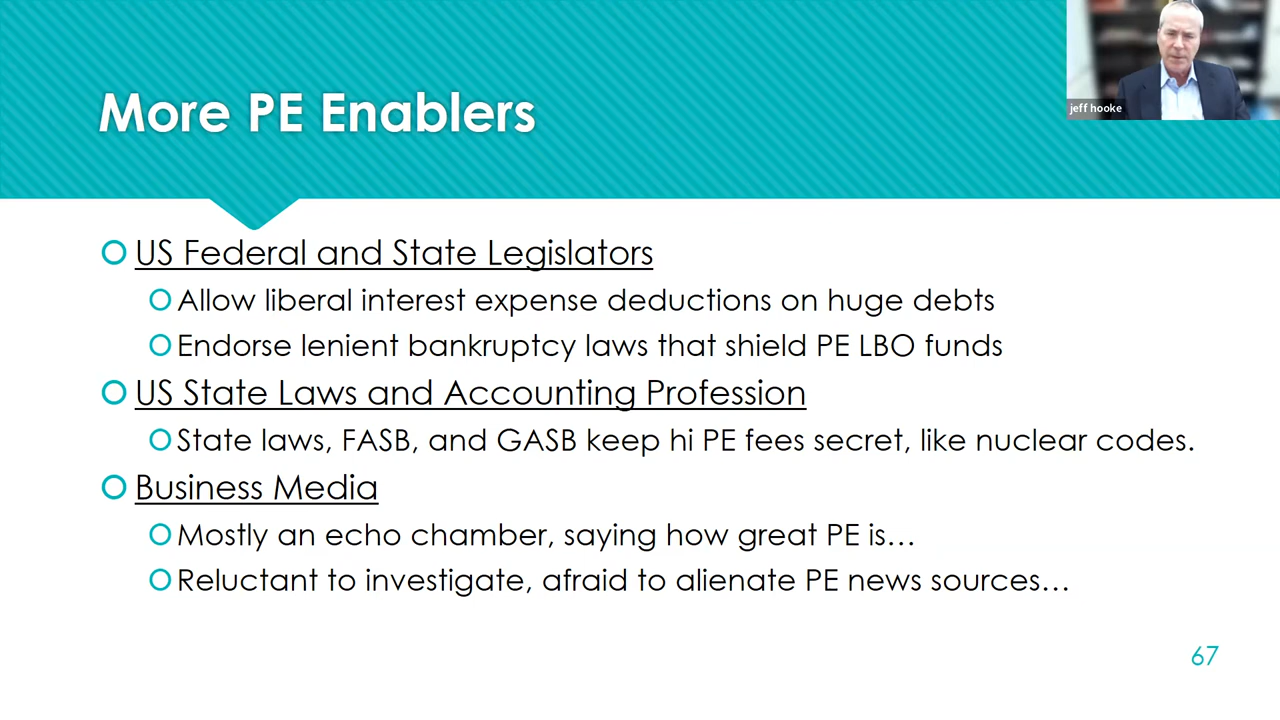 More PE Enablers
jeff hooke
US Federal and State Legislators
Allow liberal interest expense deductions on huge debts
Endorse lenient bankruptcy laws that shield PE LBO funds
US State Laws and Accounting Profession
State laws, FASB, and GASB keep hi PE fees secret, like nuclear codes.
Business Media
Mostly an echo chamber, saying how great PE is…
Reluctant to investigate, afraid to alienate PE news sources…
67